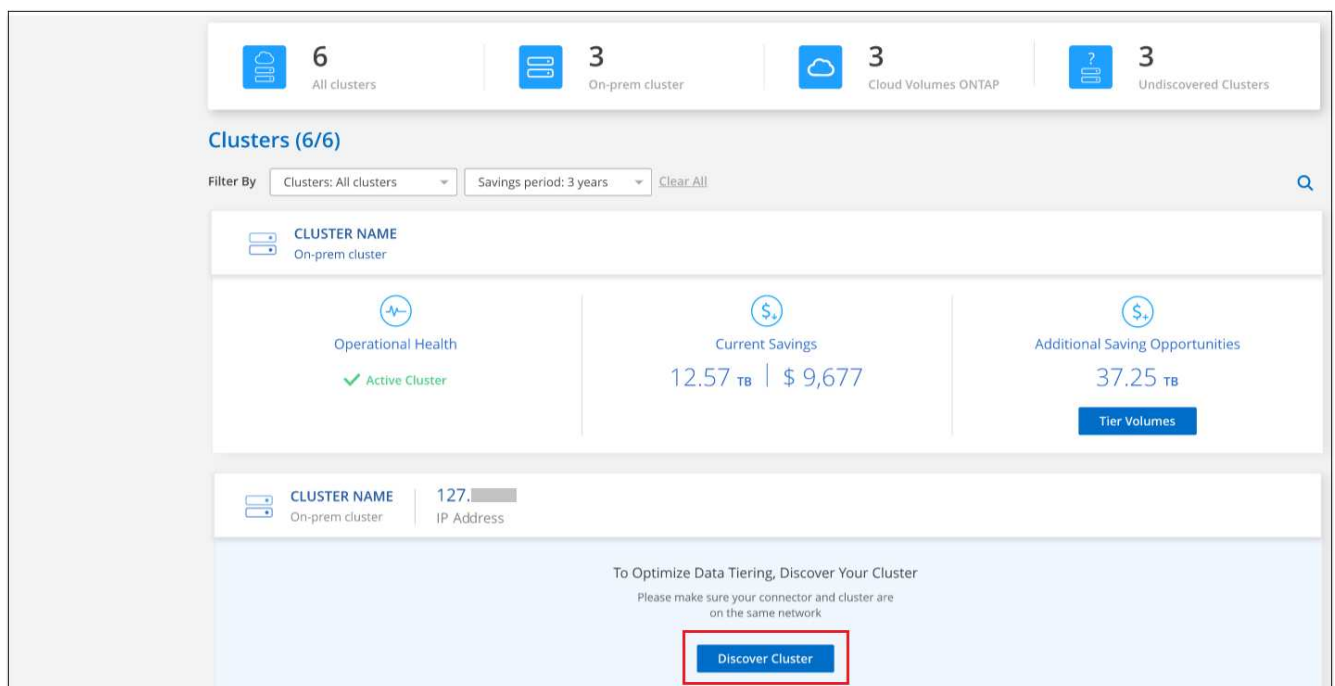 6
All clusters
3
On-prem cluster
3
Cloud Volumes ONTAP
?
3
Undiscovered Clusters
Clusters (6/6)
Filter By Clusters: All clusters Savings period: 3 years Clear All
CLUSTER NAME
On-prem cluster
Operational Health
Active Cluster
$
Current Savings
12.57 TB | $ 9,677
$+
Additional Saving Opportunities
37.25 TB
Tier Volumes
CLUSTER NAME
On-prem cluster
127.
IP Address
To Optimize Data Tiering, Discover Your Cluster
Please make sure your connector and cluster are
on the same network
Discover Cluster